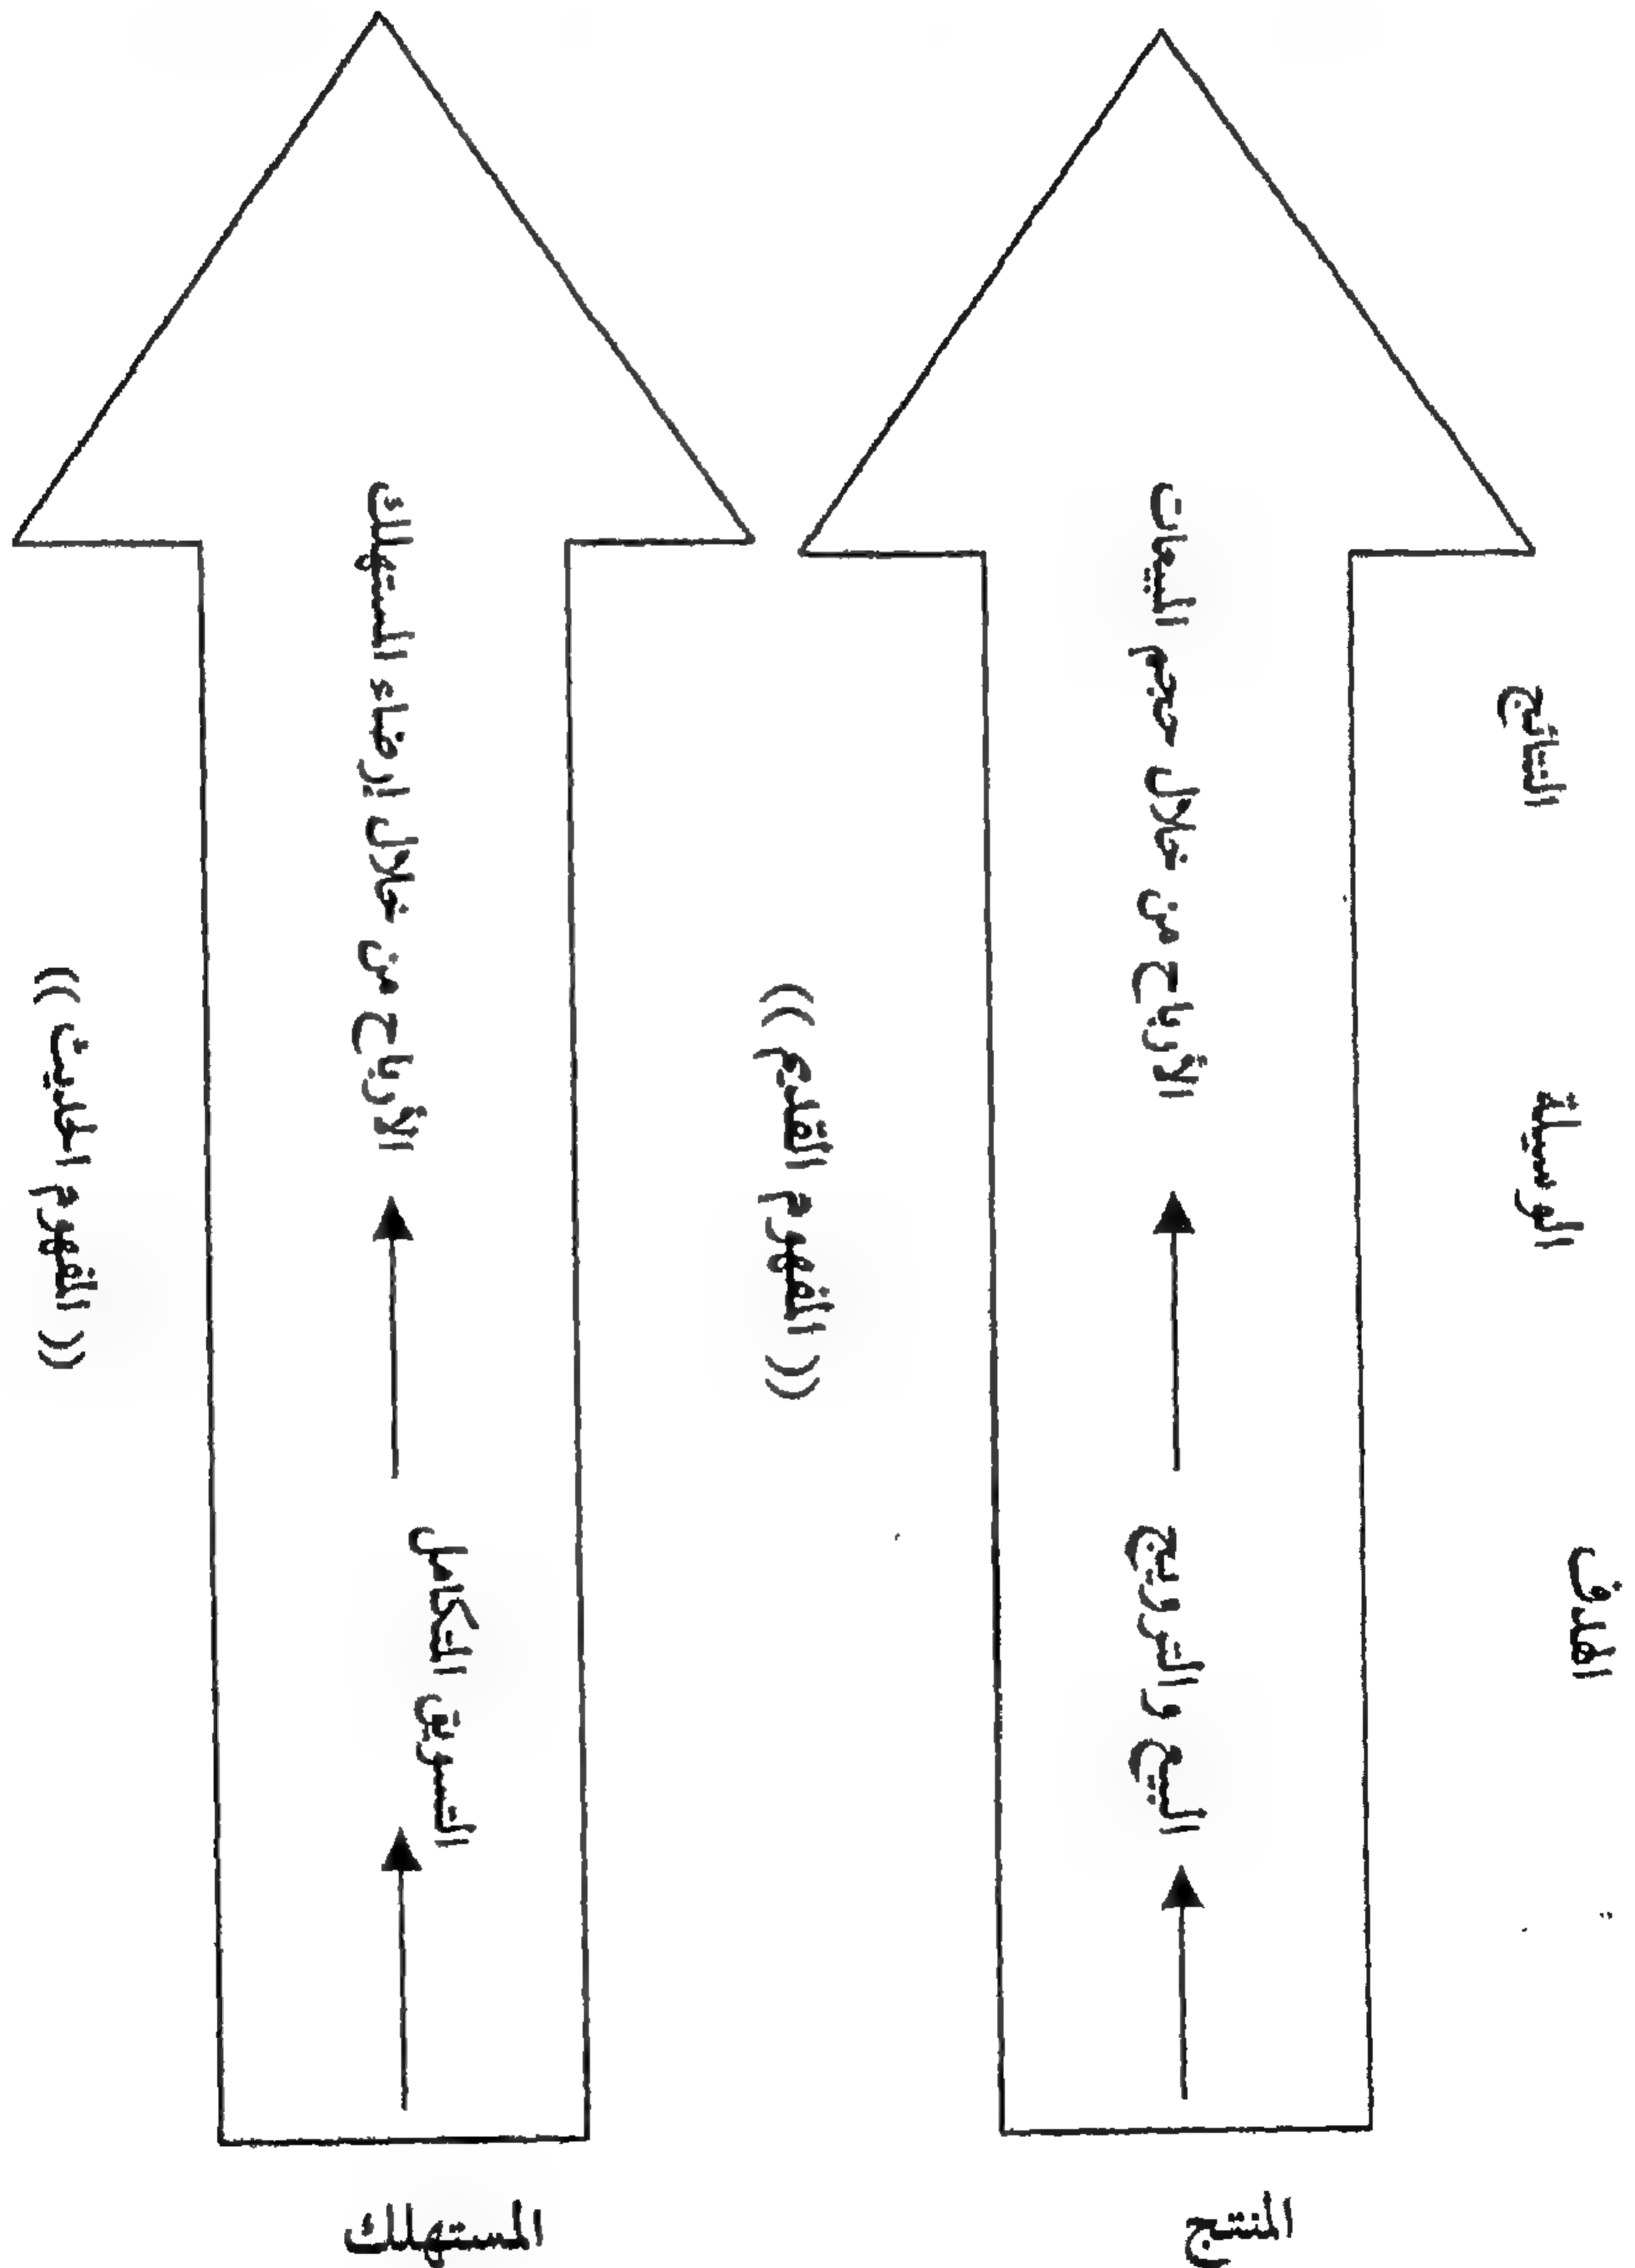 الهدف
الوسيلة
النتائج
المنتج
البيع والترويج
الأرباح من خلال حجم المبيعات
(( المفهوم القديم ))
المستهلك
التسويق المتكامل
الأرباح من خلال إرضاء المستهلك
(( المفهوم الحديث ))